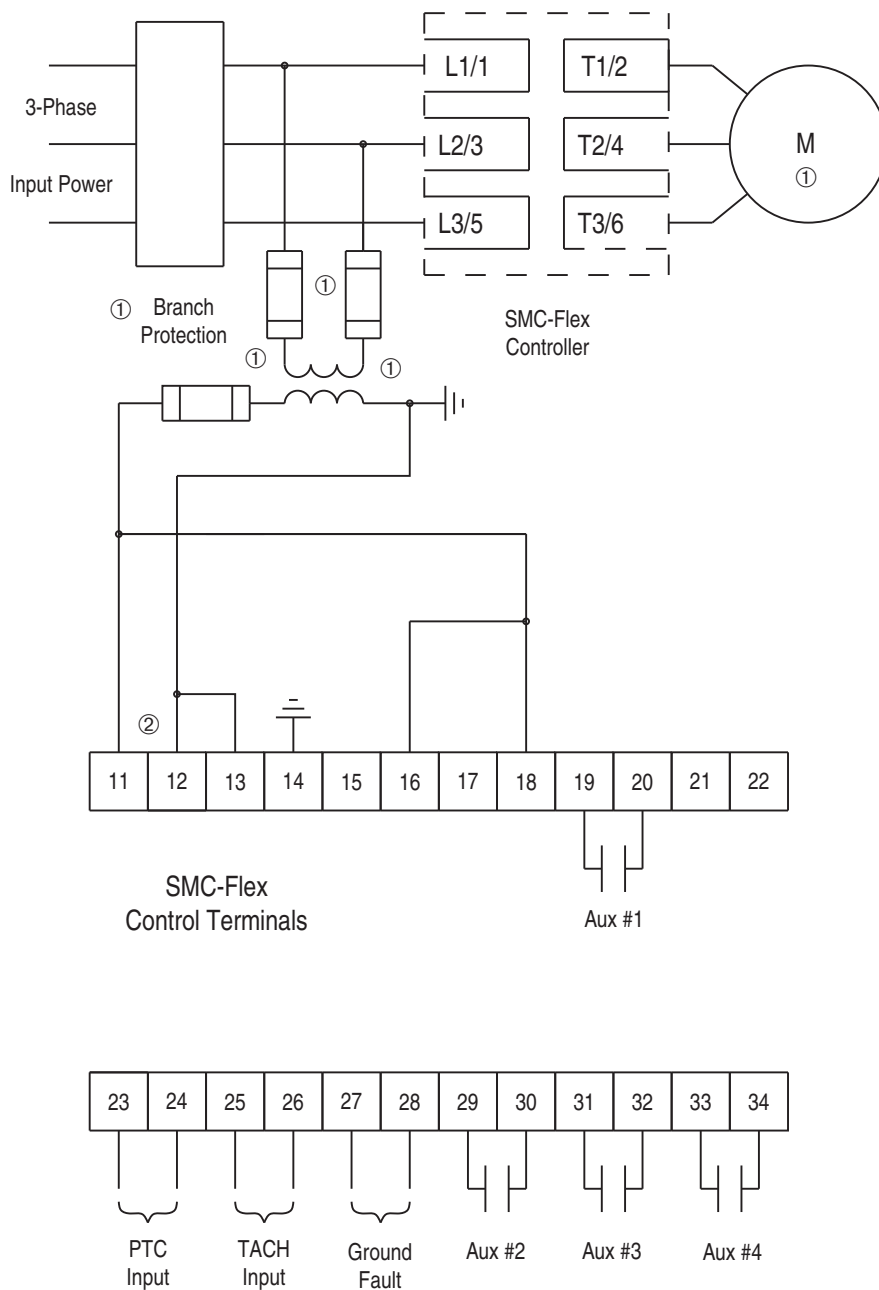 3-Phase
Input Power
L1/1
T1/2
L2/3
T2/4
L3/5
T3/6
M
①
①
①
Branch
Protection
SMC-Flex
Controller
①
①
②
11 12 13 14 15 16 17 18 19 20 21 22
SMC-Flex
Control Terminals
Aux #1
23 24 25 26 27 28 29 30 31 32 33 34
PTC
Input
TACH
Input
Ground
Fault
Aux #2
Aux #3
Aux #4